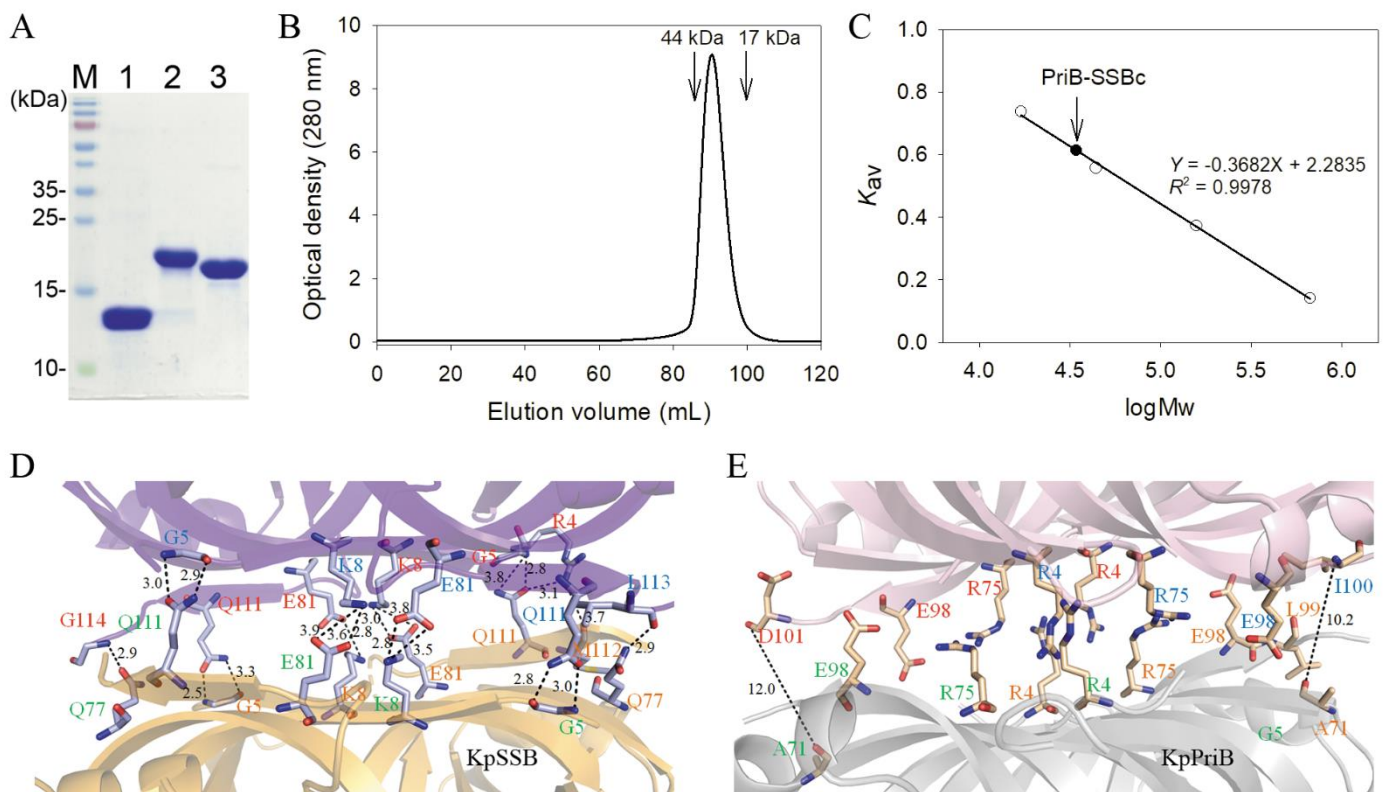 A
M 1 2 3
(kDa)
35-
25-
15-
10-
B
Optical density (280 nm)
10
8
6
4
2
0
44 kDa
17 kDa
0 20 40 60 80 100 120
Elution volume (mL)
C
Kav
1.0
0.8
0.6
0.4
0.2
0.0
PriB-SSBc
Y = -0.3682X + 2.2835
R² = 0.9978
4.0 4.5 5.0 5.5 6.0
logMw
D
G5
K8
K8
E81
G5
R4
3.0
2.9
3.8
2.8
3.1
L113
G114
Q111
Q111
E81
3.8
3.0
Q111
Q111
3.7
2.9
3.9
3.6
2.8
2.8
3.5
I112
2.9
E81
E81
3.3
2.5
Q77
G5
K8
K8
2.8
3.0
G5
Q77
KpSSB
E
R75
R4
R4
R75
I100
E98
D101
E98
L99
E98
10.2
E98
12.0
R75
R4
R4
R75
G5
A71
A71
KpPriB